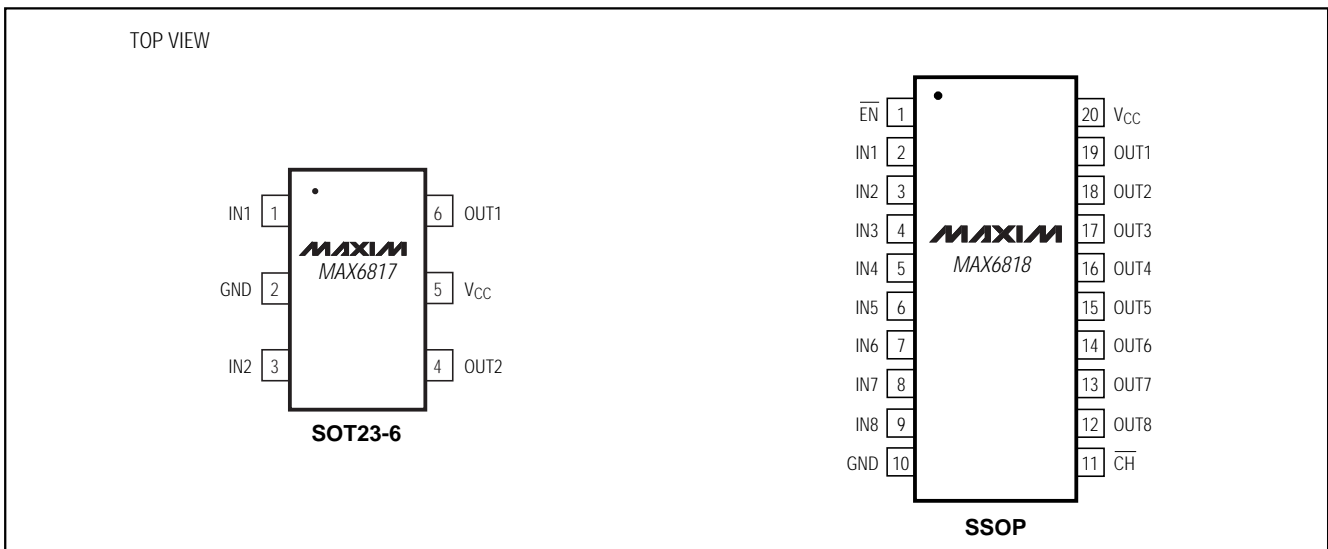 TOP VIEW
IN1 1
GND 2
IN2 3
6 OUT1
5 VCC
4 OUT2
MAXIM
MAX6817
SOT23-6
EN 1
IN1 2
IN2 3
IN3 4
IN4 5
IN5 6
IN6 7
IN7 8
IN8 9
GND 10
20 VCC
19 OUT1
18 OUT2
17 OUT3
16 OUT4
15 OUT5
14 OUT6
13 OUT7
12 OUT8
11 CH
MAXIM
MAX6818
SSOP